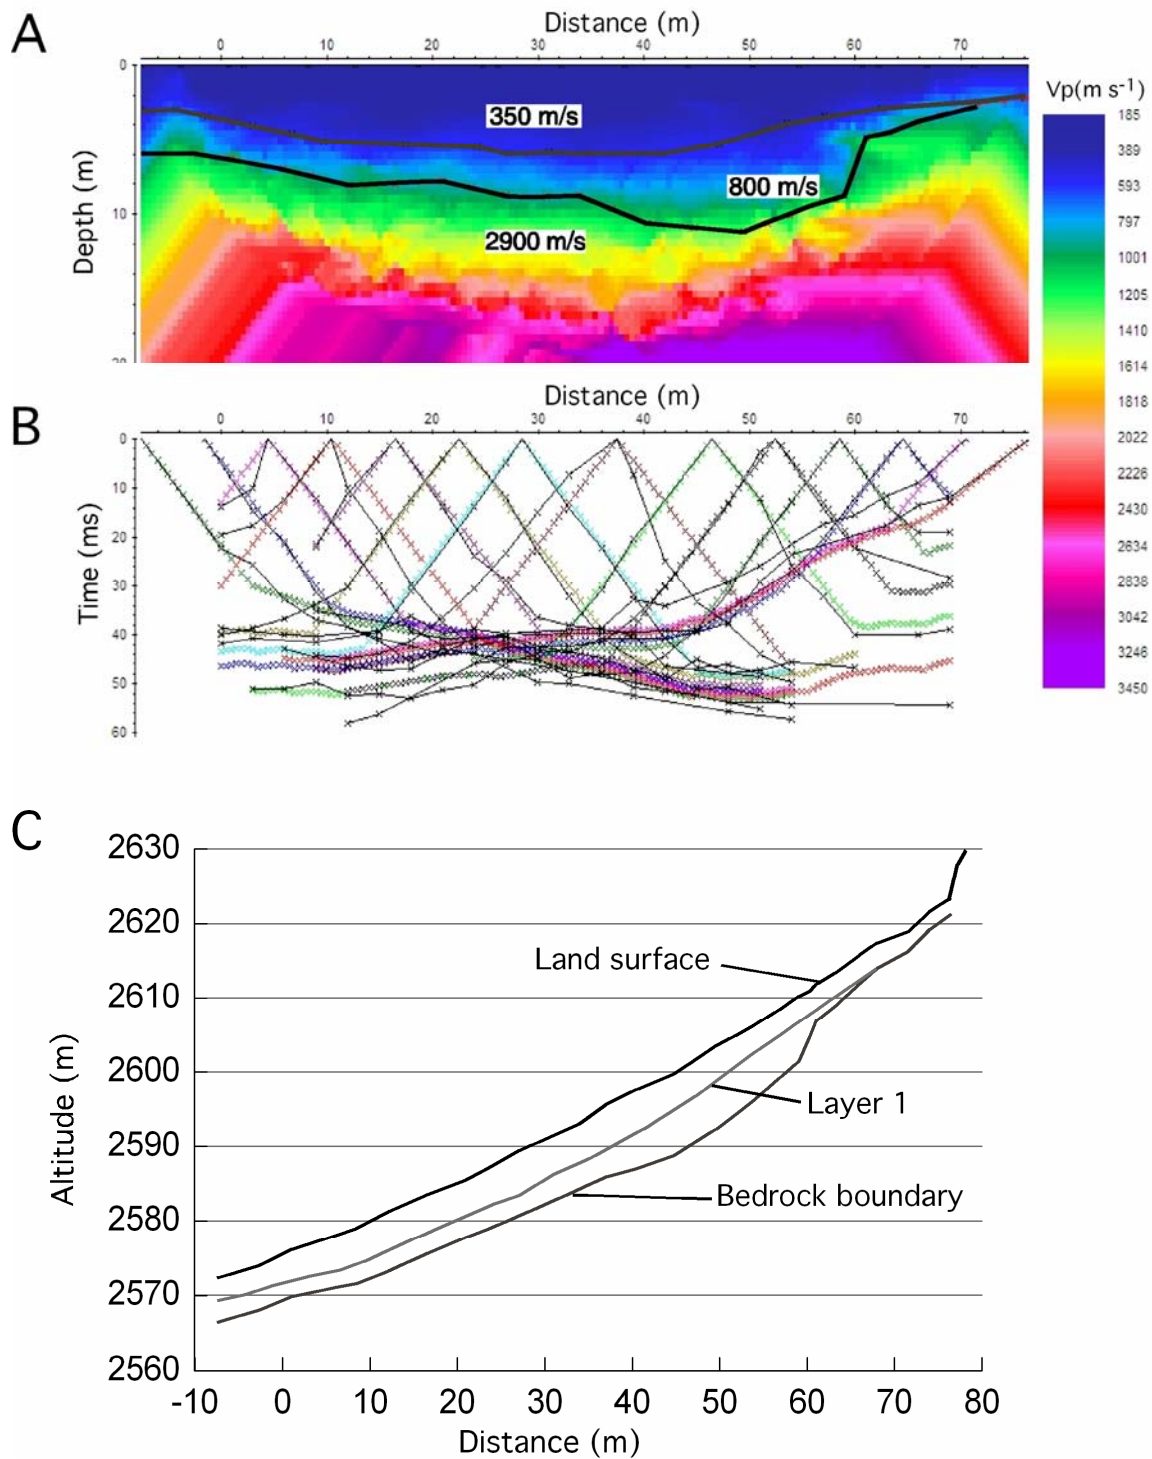 A
Distance (m)
0 10 20 30 40 50 60 70
Depth (m)
0
10
20
350 m/s
800 m/s
2900 m/s
Vp(m s-1)
185
389
593
797
1001
1205
1410
1614
1818
2022
2226
2430
2634
2838
3042
3246
3450
B
Distance (m)
0 10 20 30 40 50 60 70
Time (ms)
0
10
20
30
40
50
60
C
2630
2620
2610
2600
2590
2580
2570
2560
Altitude (m)
Land surface
Layer 1
Bedrock boundary
-10 0 10 20 30 40 50 60 70 80
Distance (m)